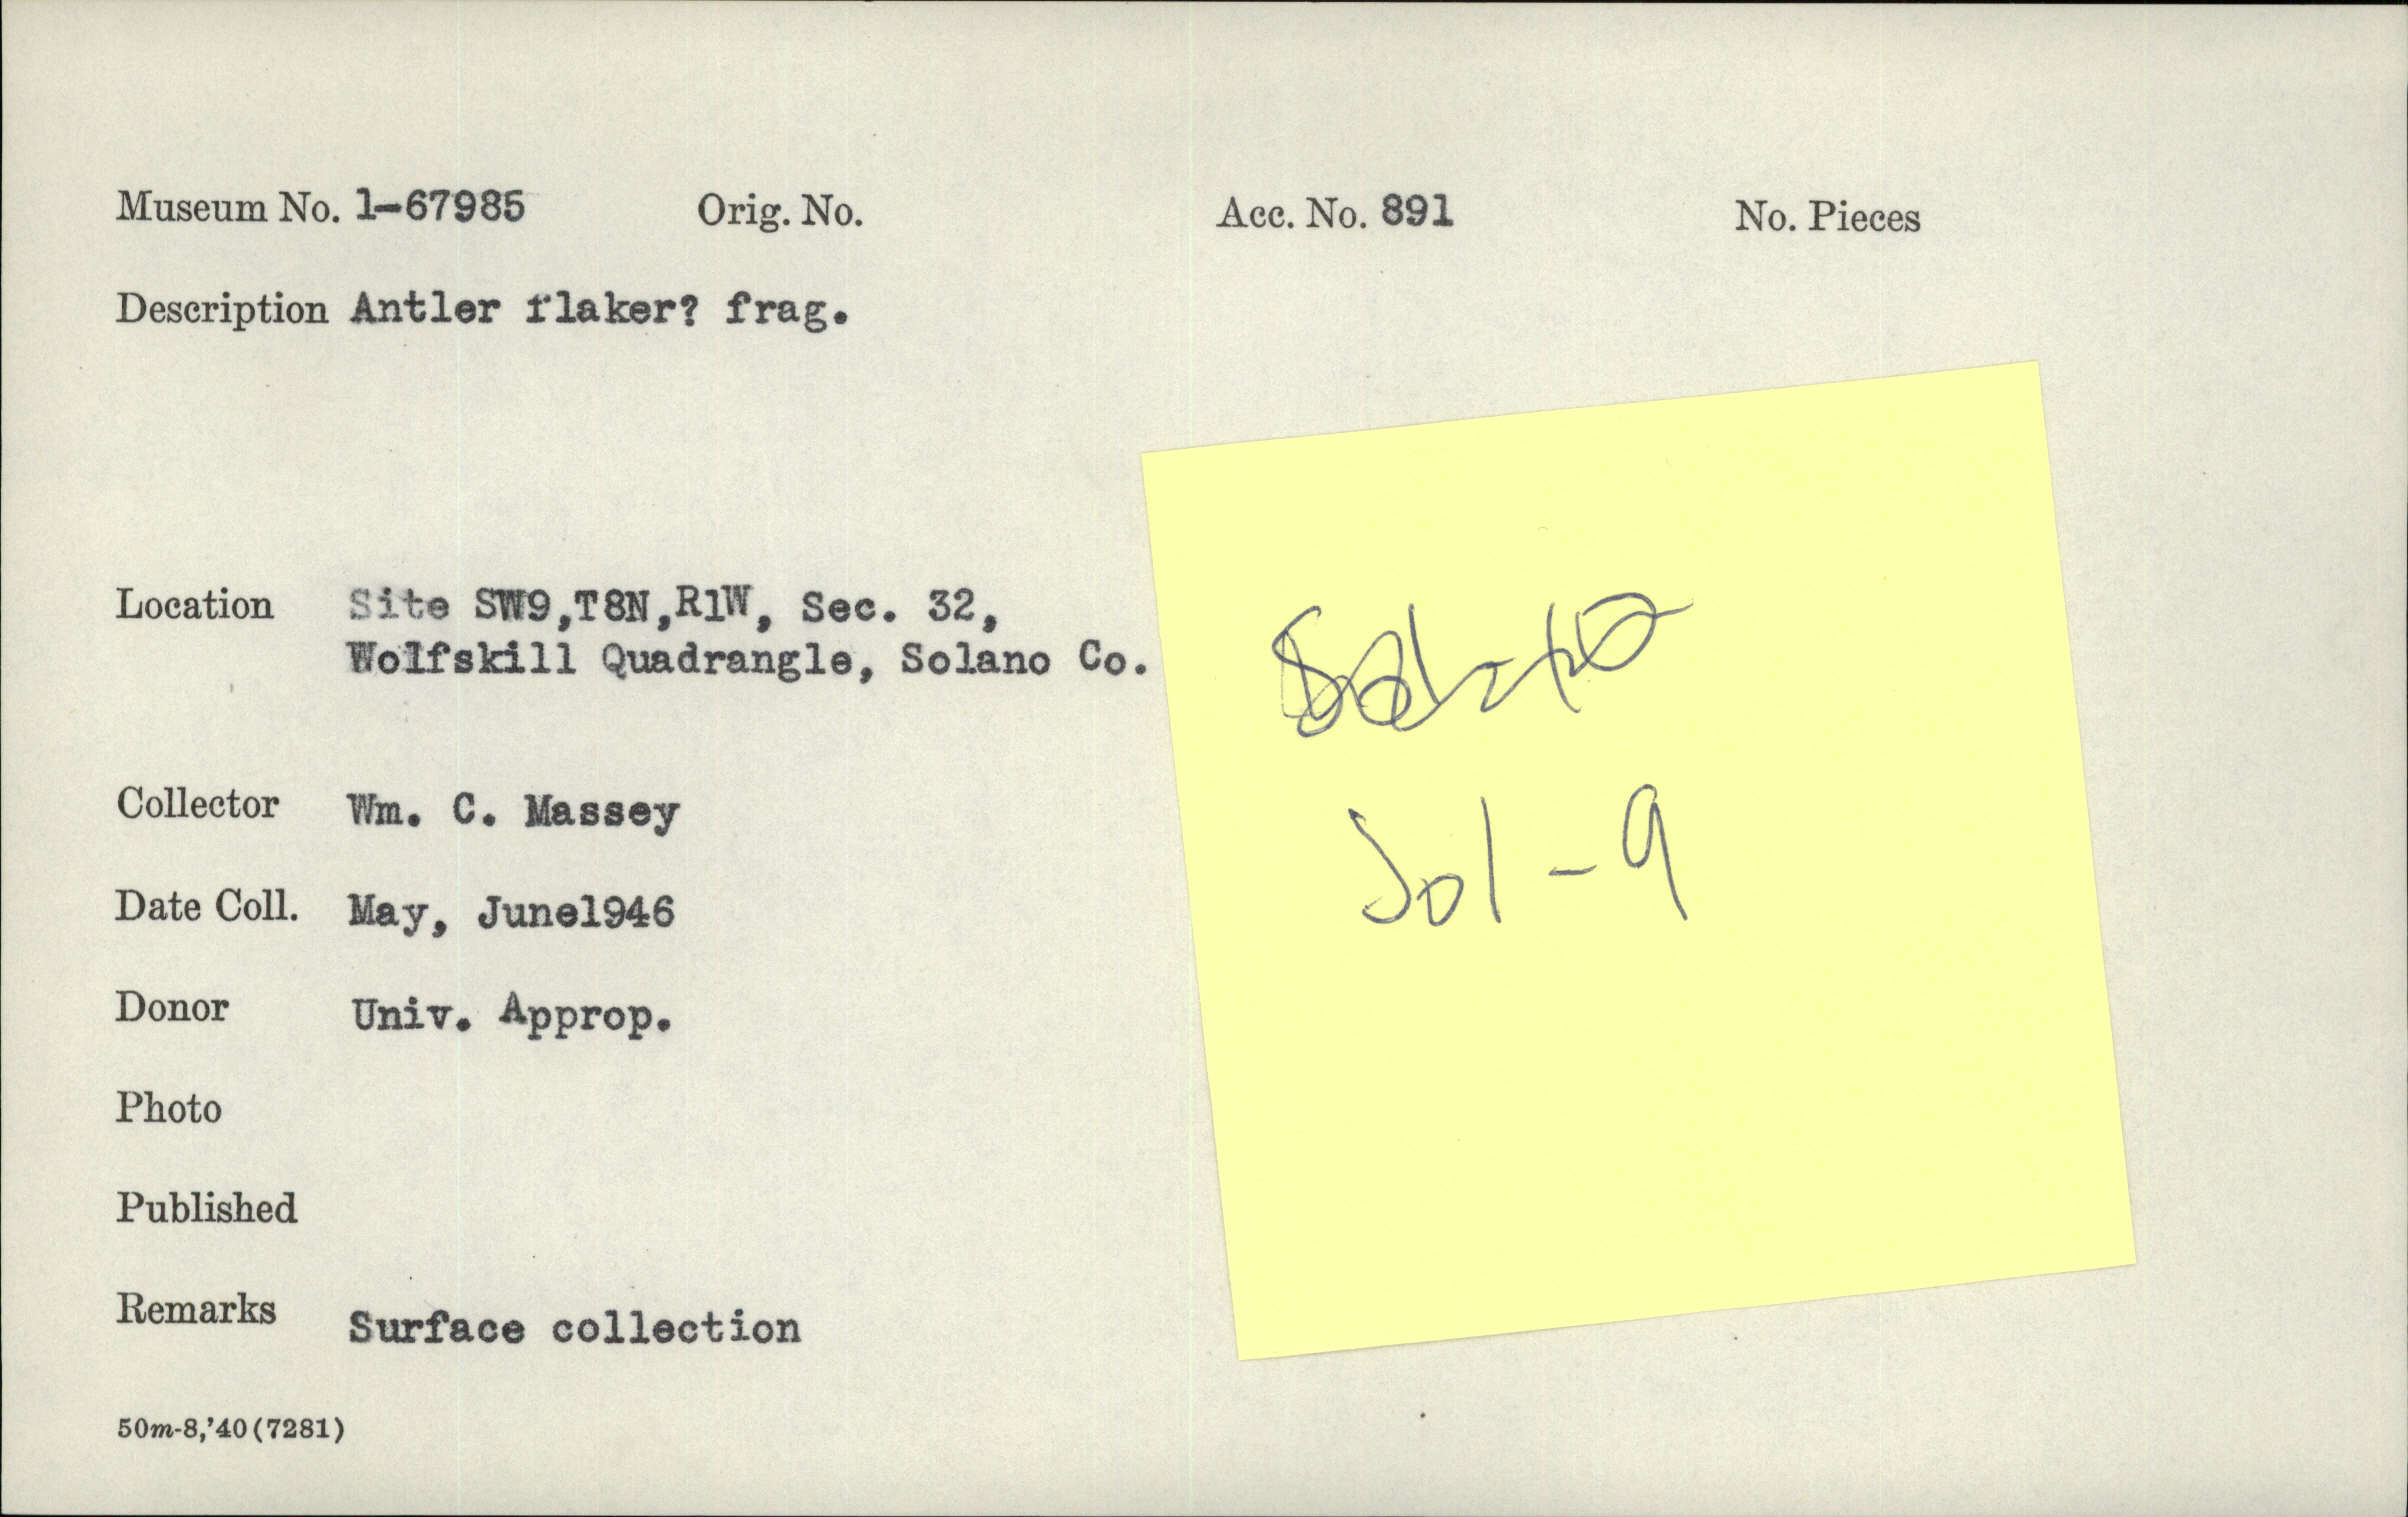 Museum No. 1-67985 Orig. No. Acc. No. 891 No. Pieces
Description Antler flaker? frag.
Location Site SW9,T8N,R1W, Sec. 32,
Wolfskill Quadrangle, Solano Co.
Collector Wm. C. Massey
Date Coll. May, June1946
Donor Univ. Approp.
Photo
Published
Remarks Surface collection
50m-8,'40(7281)
Sol-9